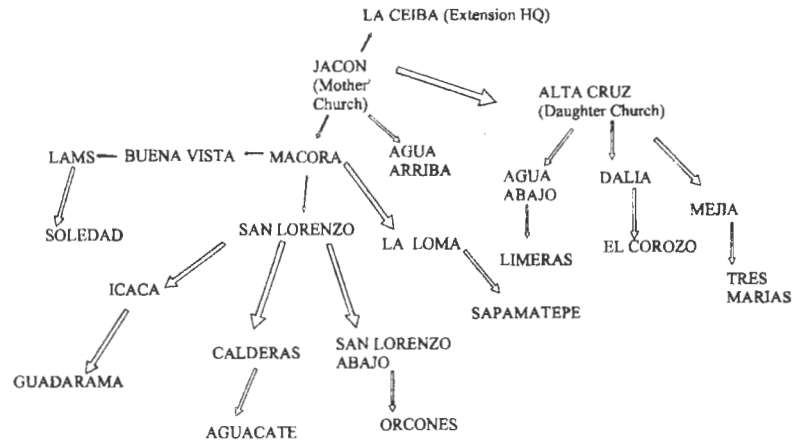 LA CEIBA (Extension HQ)
JACON
(Mother'
Church)
ALTA CRUZ
(Daughter Church)
LAMS
BUENA VISTA
MACORA
AGUA
ARRIBA
AGUA
ABAJO
DALIA
MEJIA
SOLEDAD
SAN LORENZO
LA LOMA
LIMERAS
EL COROZO
TRES
MARIAS
ICACA
SAPAMATEPE
GUADARAMA
CALDERAS
SAN LORENZO
ABAJO
AGUACATE
ORCONES